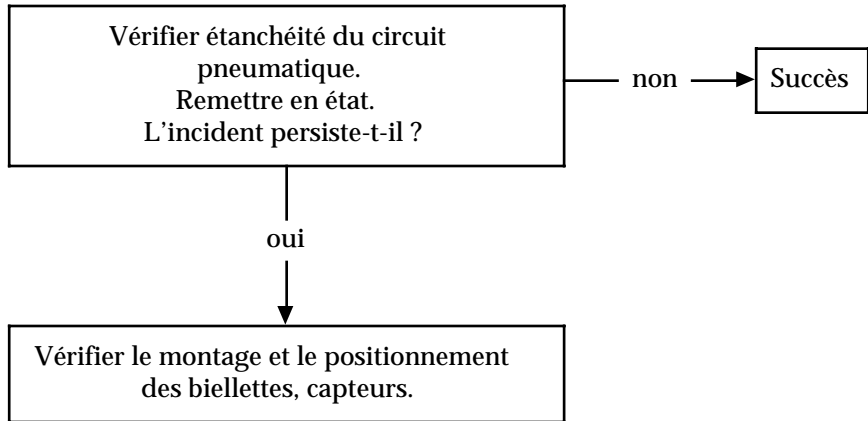 Vérifier étanchéité du circuit
pneumatique.
Remettre en état.
L’incident persiste-t-il ?
non
Succès
oui
Vérifier le montage et le positionnement
des biellettes, capteurs.